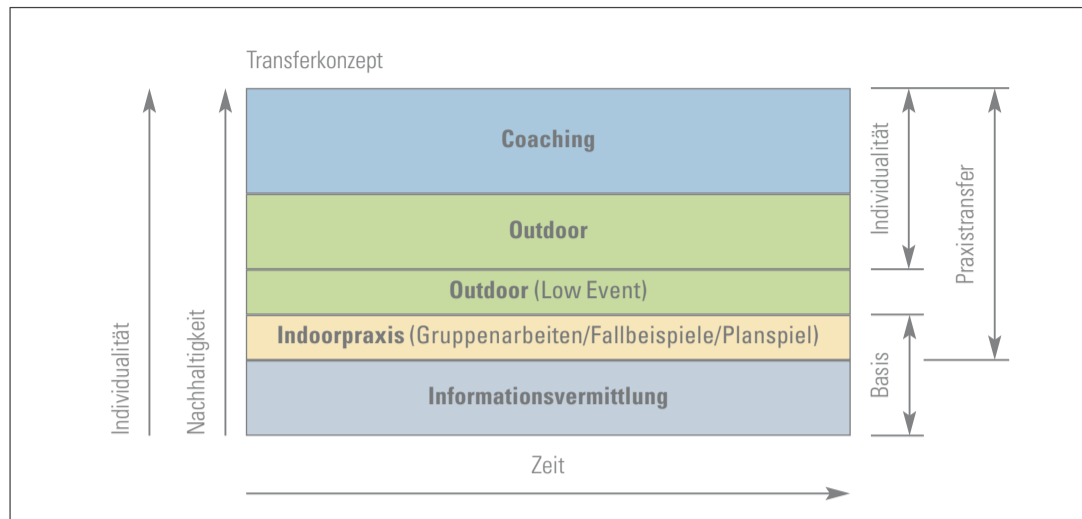 Transferkonzept
Individualität
Nachhaltigkeit
Coaching
Outdoor
Outdoor (Low Event)
Indoorpraxis (Gruppenarbeiten/Fallbeispiele/Planspiel)
Informationsvermittlung
Individualität
Basis
Praxistransfer
Zeit